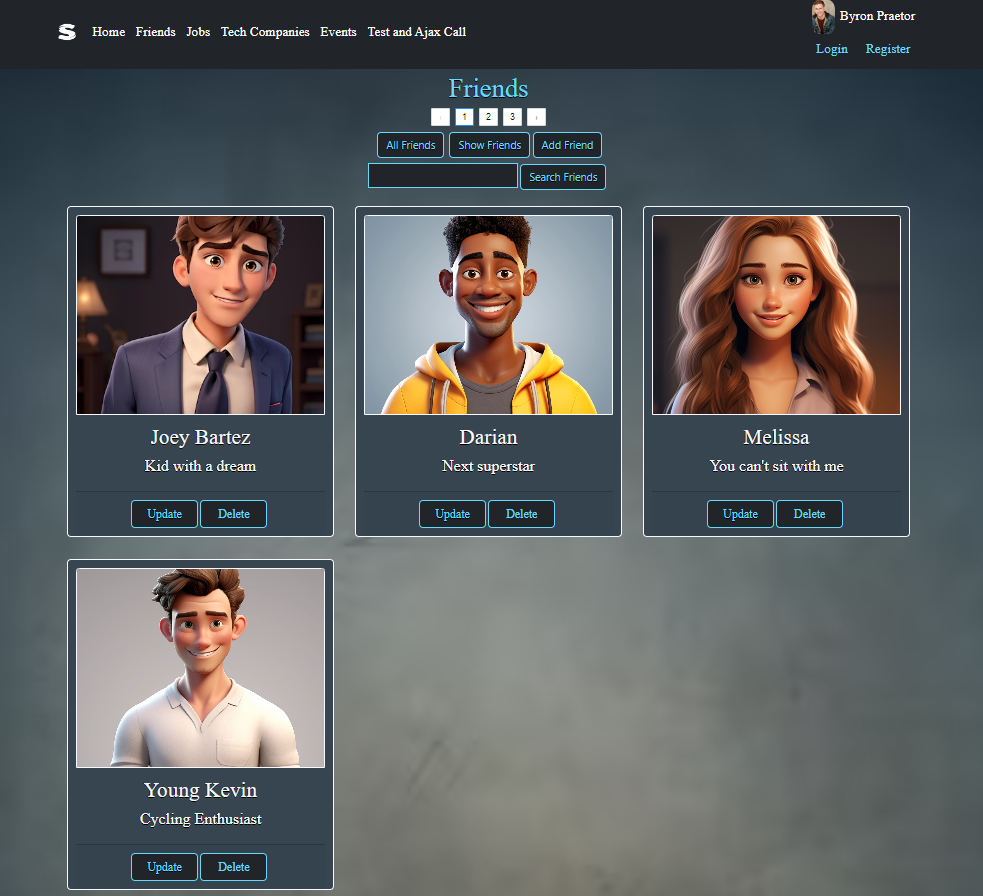 S Home Friends Jobs Tech Companies Events Test and Ajax Call
Byron Praetor
Login Register
Friends
‹ 1 2 3 ›
All Friends Show Friends Add Friend
Search Friends
Joey Bartez
Kid with a dream
Update Delete
Darian
Next superstar
Update Delete
Melissa
You can't sit with me
Update Delete
Young Kevin
Cycling Enthusiast
Update Delete